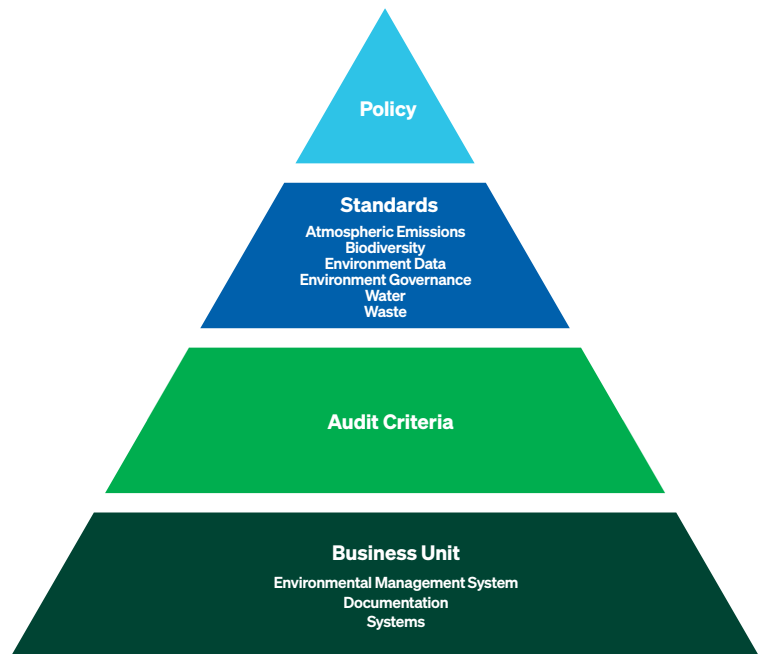 Policy
Standards
Atmospheric Emissions
Biodiversity
Environment Data
Environment Governance
Water
Waste
Audit Criteria
Business Unit
Environmental Management System
Documentation
Systems